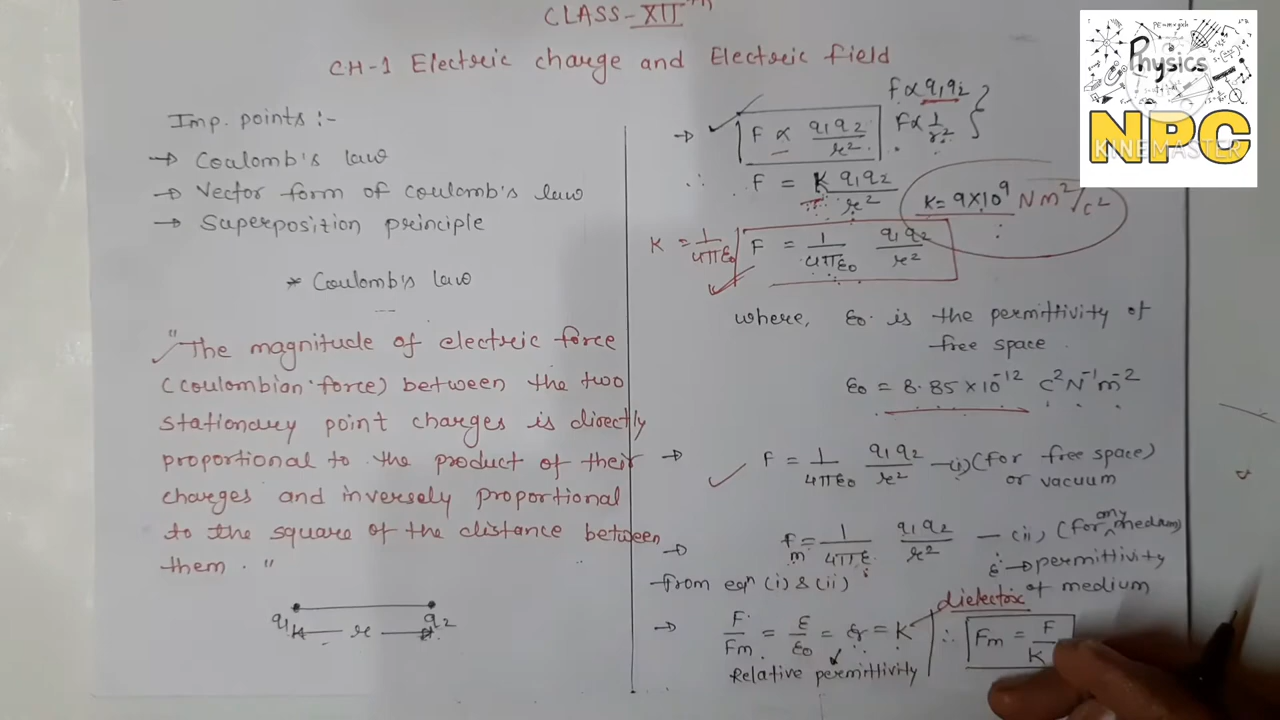 CLASS-XII th
CH-1 Electric charge and Electric field
Imp. points :-
→ Coulomb's law
→ Vector form of coulomb's law
→ Superposition principle
* Coulomb's law
"The magnitude of electric force
(coulombian force) between the two
stationary point charges is directly
proportional to the product of their
charges and inversely proportional
to the square of the distance between
them. "
q1 q2
r
F ∝ q1q2
→ F ∝ q1q2/r² F ∝ 1/r²
∴ F = K q1q2/r²
K = 9×10⁹ Nm²/c²
K = 1/4πε0 F = 1/4πε0 q1q2/r²
where, ε0 is the permittivity of
free space.
ε0 = 8.85×10⁻¹² C²N⁻¹m⁻²
→ F = 1/4πε0 q1q2/r² —(i) (for free space)
or vacuum
→ Fm = 1/4πε q1q2/r² — (ii) (for any medium)
ε → permittivity
of medium
from eqn (i) & (ii)
dielectric
→ F/Fm = ε/ε0 = εr = K ∴ Fm = F/K
Relative permittivity
Physics
NPC
KINEMASTER